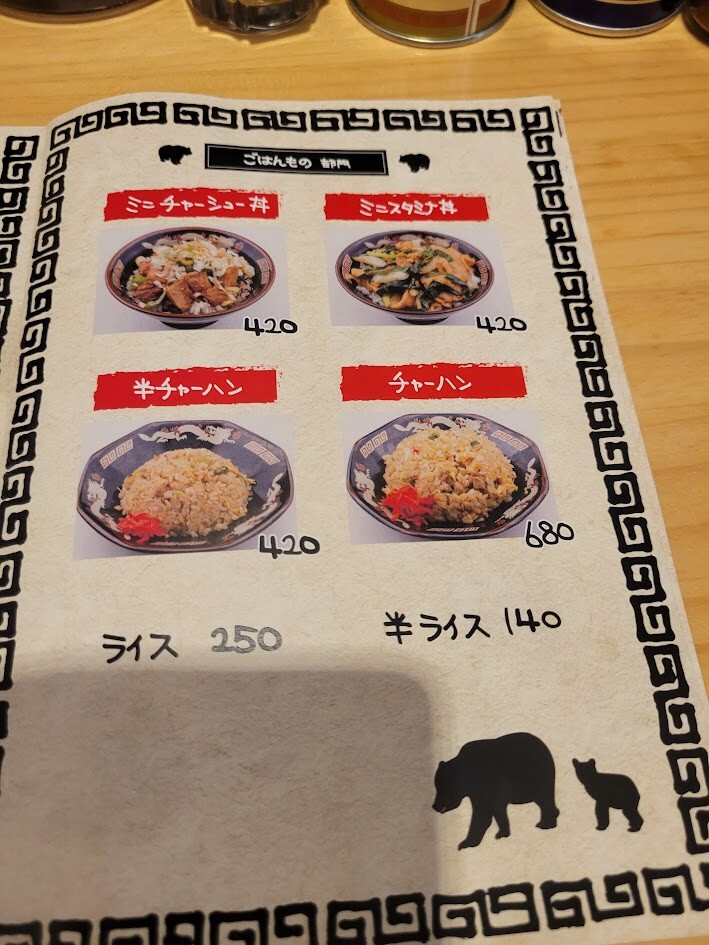 ごはんもの 部門
ミニチャーシュー丼
ミニスタミナ丼
420
420
半チャーハン
チャーハン
420
680
ライス 250
半ライス 140